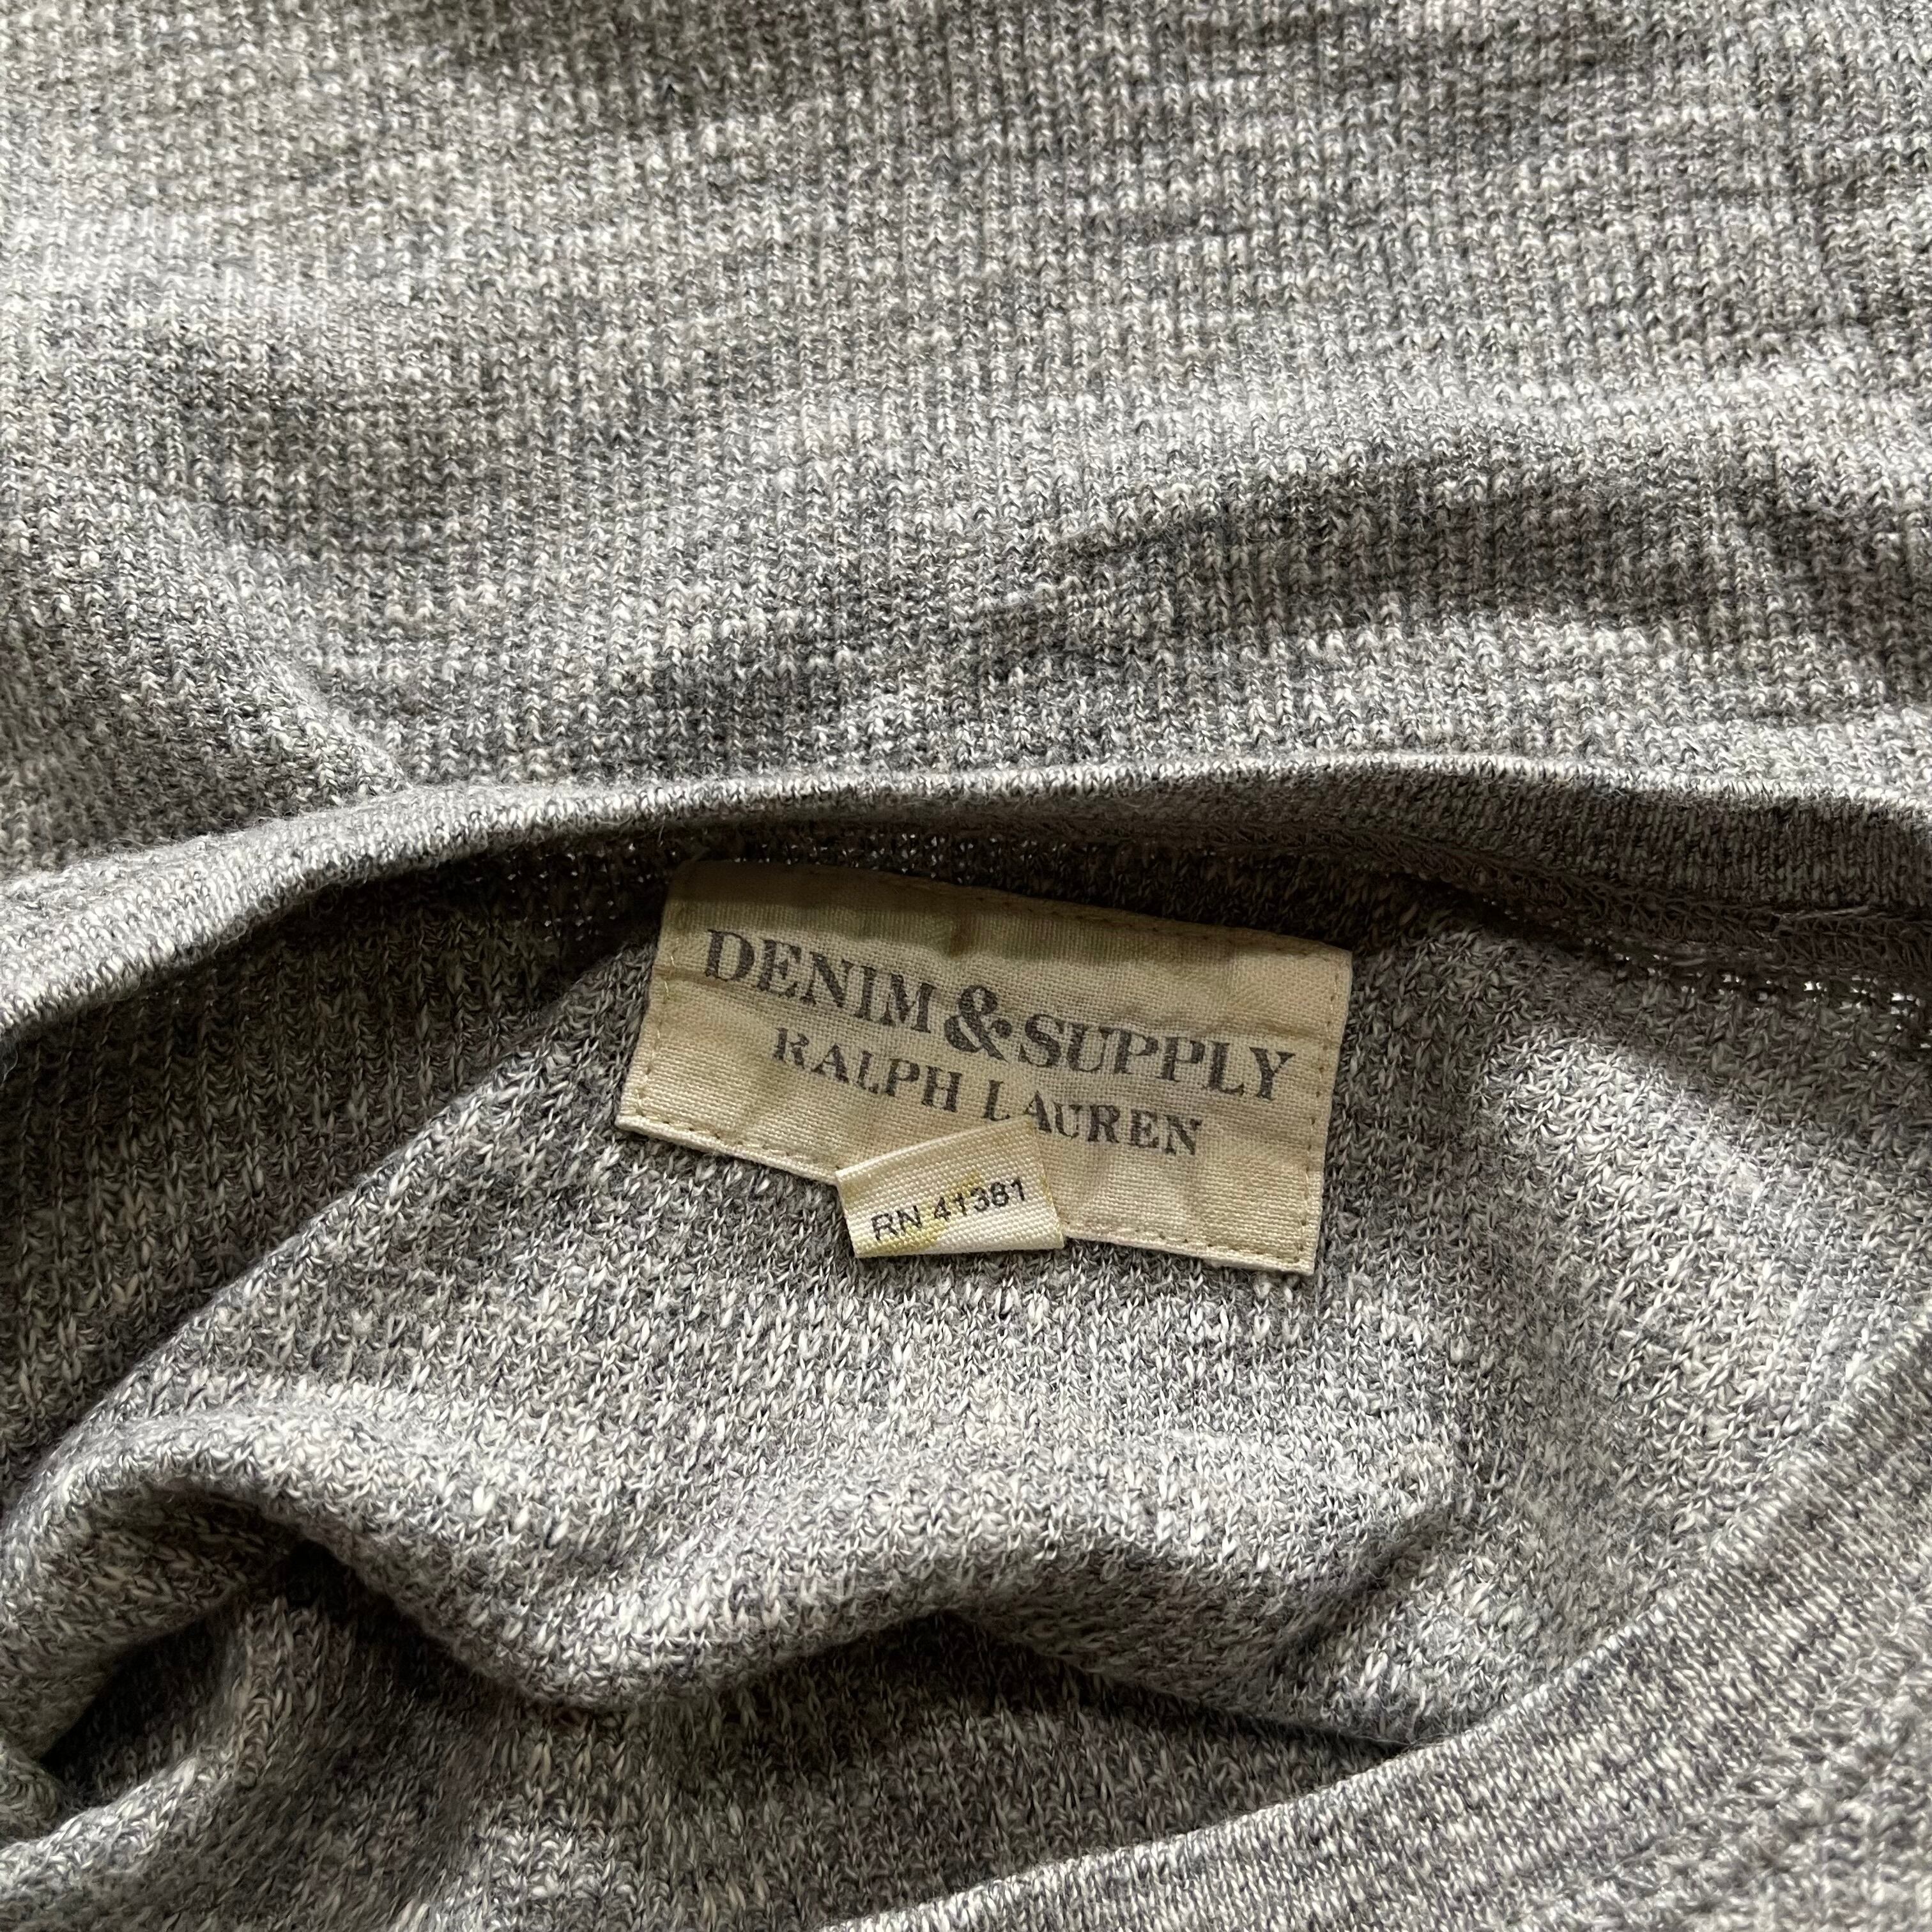 DENIM & SUPPLY
RALPH LAUREN
RN 41381